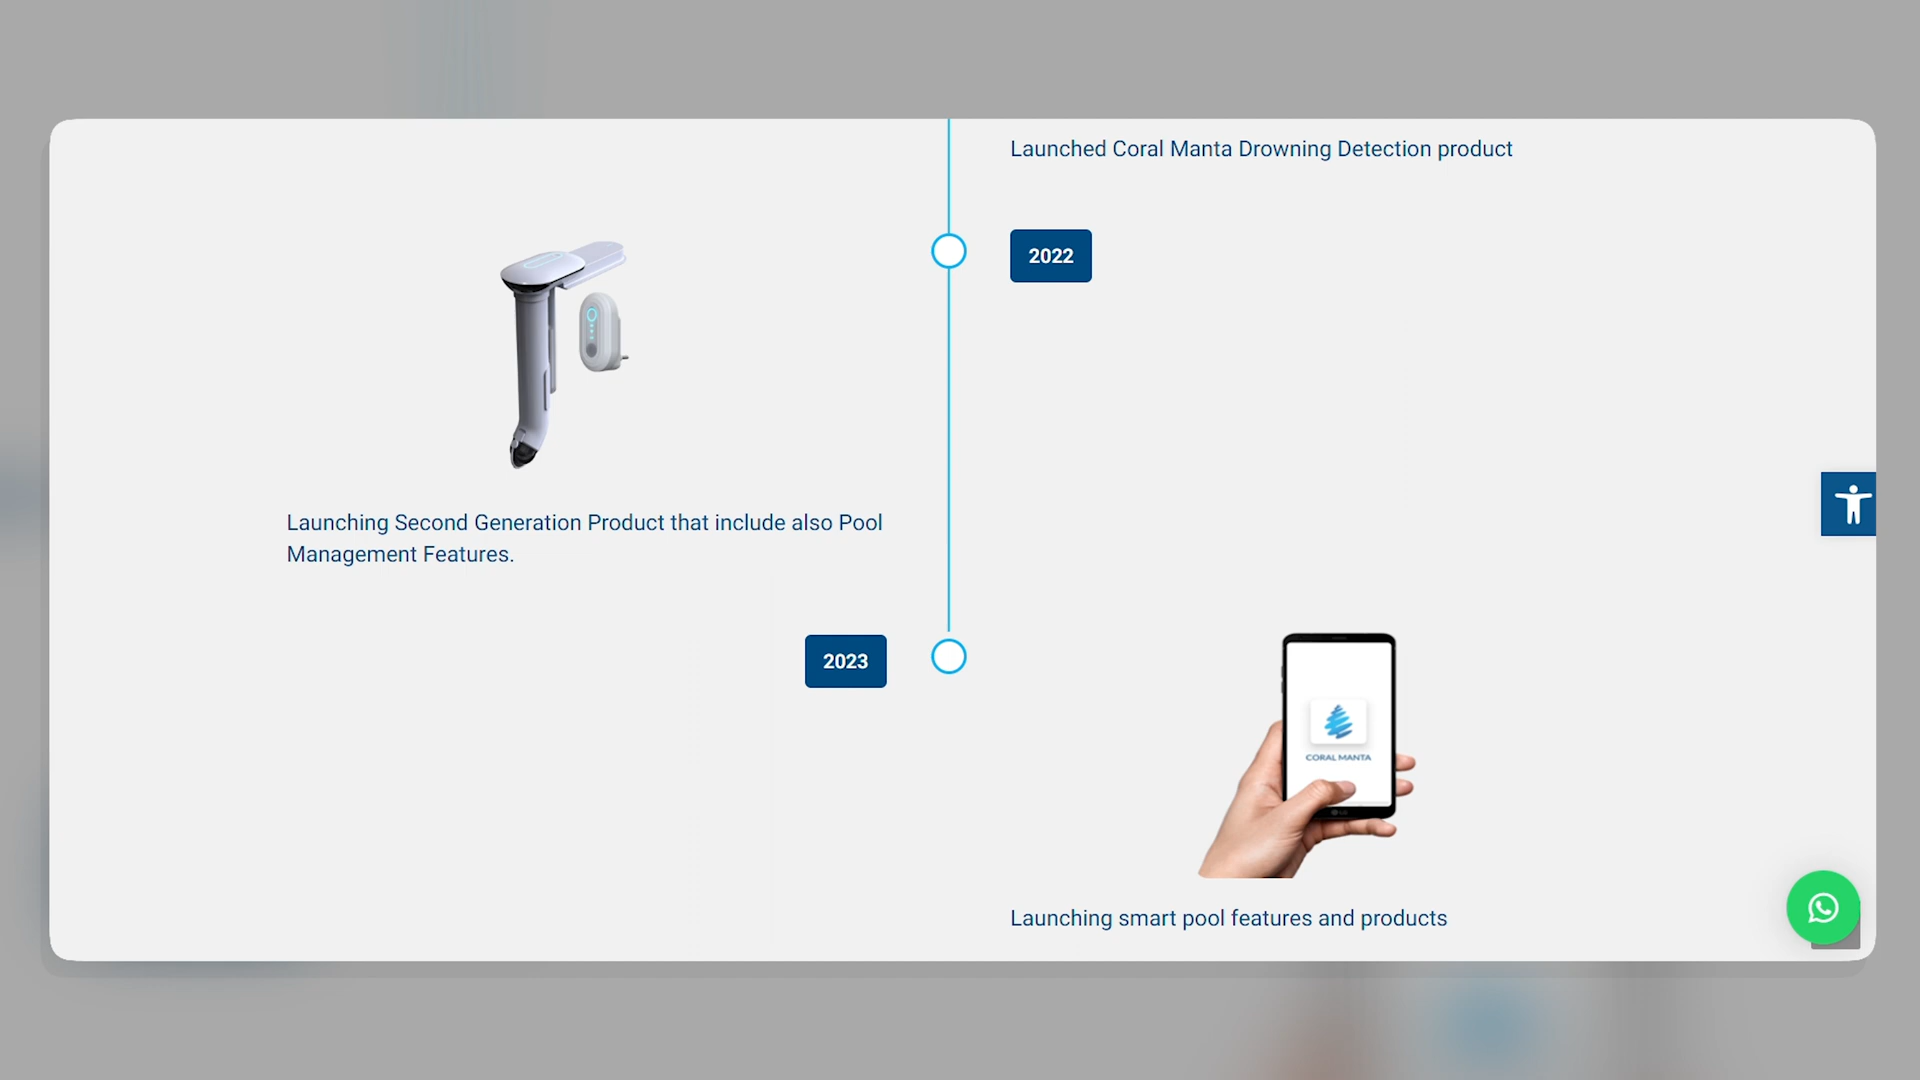 Launched Coral Manta Drowning Detection product
2022
Launching Second Generation Product that include also Pool
Management Features.
2023
CORAL MANTA
Launching smart pool features and products